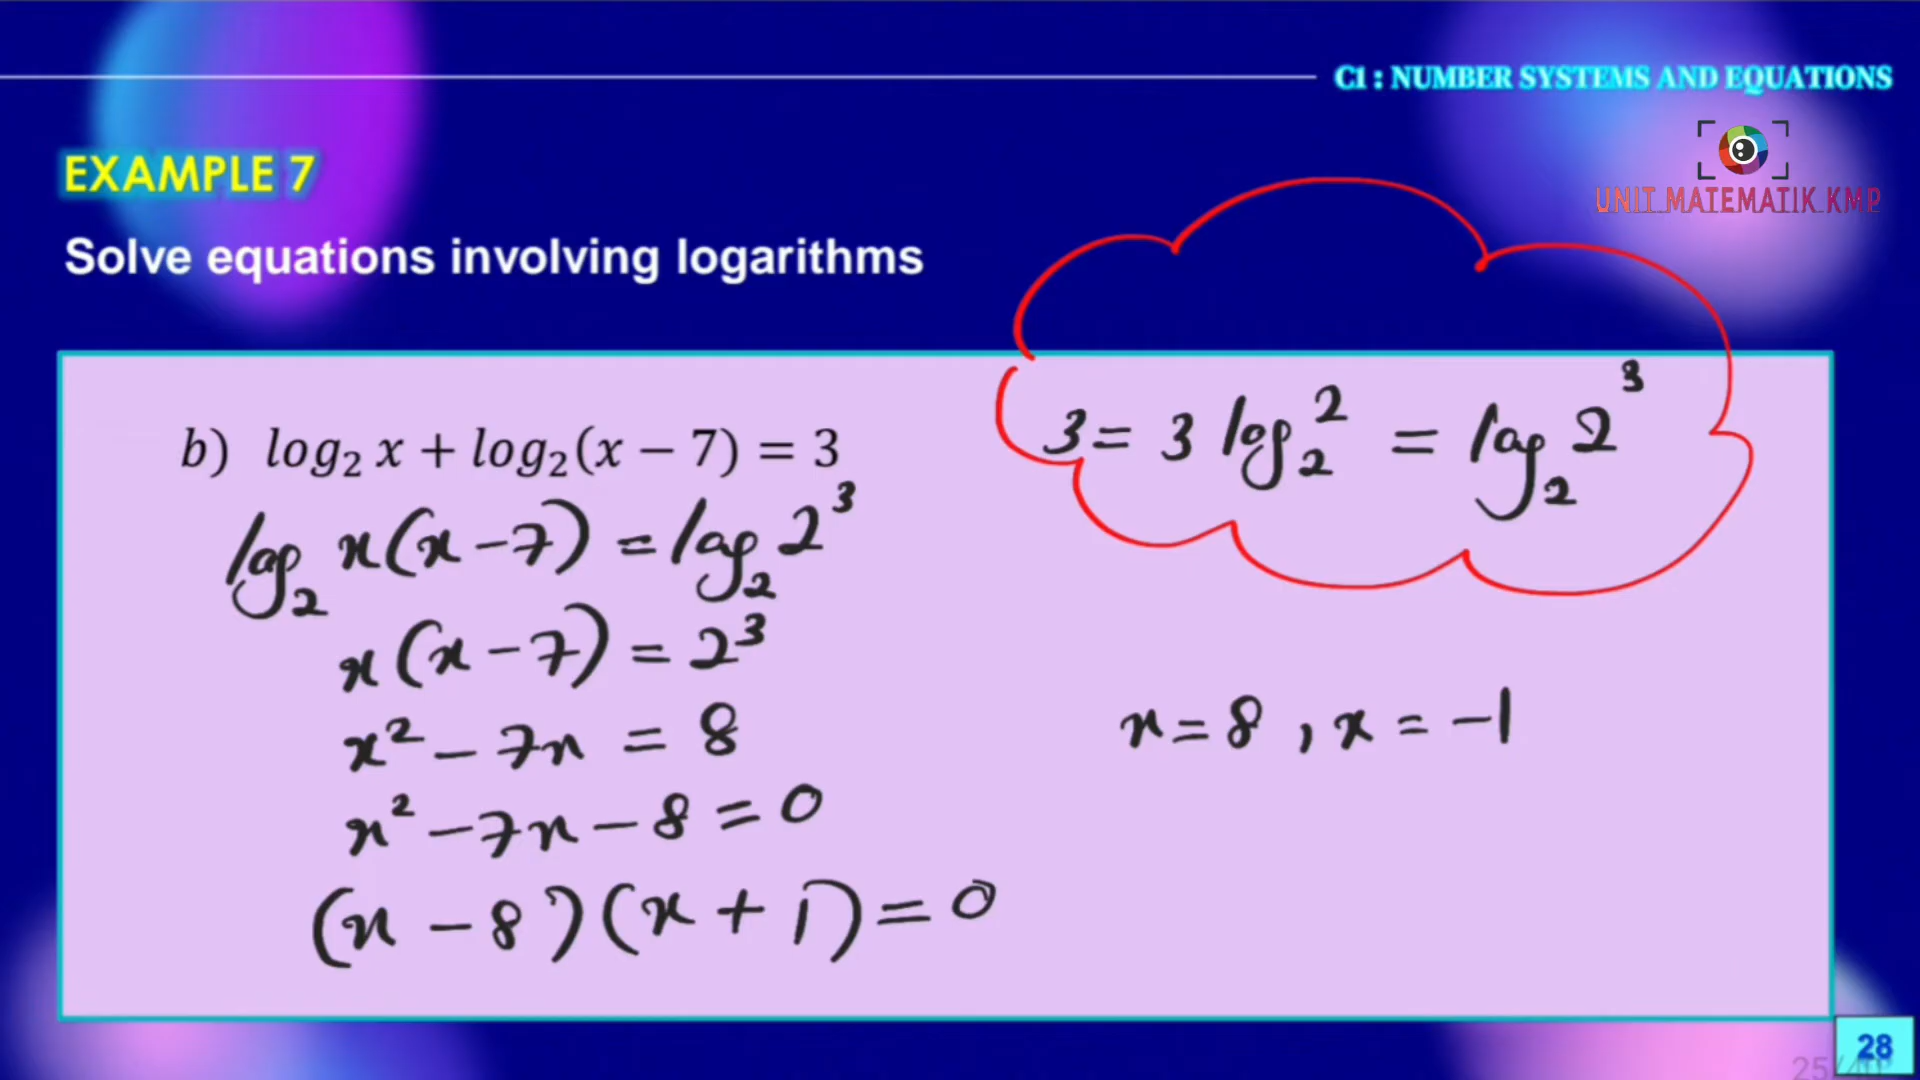 C1 : NUMBER SYSTEMS AND EQUATIONS
UNIT MATEMATIK KMP
EXAMPLE 7
Solve equations involving logarithms
b) log₂ x + log₂(x − 7) = 3
3 = 3 log₂ 2 = log₂ 2³
log₂ x(x − 7) = log₂ 2³
x(x − 7) = 2³
x² − 7x = 8
x = 8 , x = −1
x² − 7x − 8 = 0
(x − 8)(x + 1) = 0
28